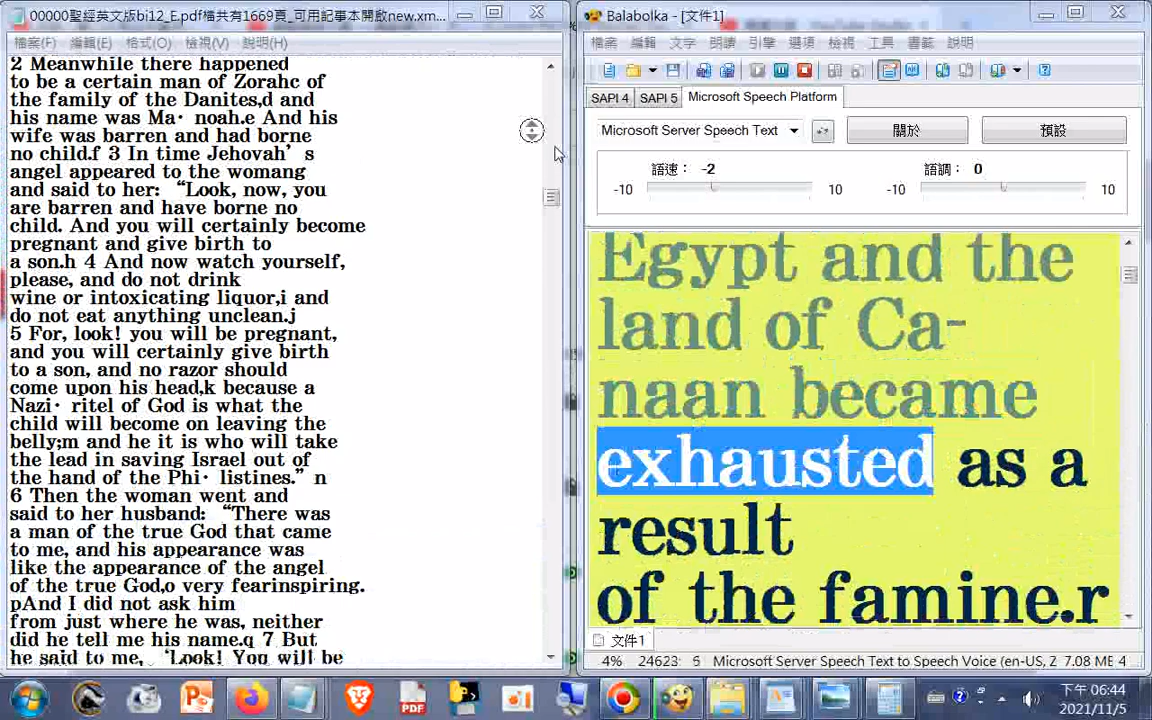 00000聖經英文版bi12_E.pdf檔共有1669頁_可用記事本開啟new.xm...
檔案(F) 編輯(E) 格式(O) 檢視(V) 說明(H)
2 Meanwhile there happened
to be a certain man of Zorahc of
the family of the Danites,d and
his name was Ma· noah.e And his
wife was barren and had borne
no child.f 3 In time Jehovah’ s
angel appeared to the womang
and said to her: “Look, now, you
are barren and have borne no
child. And you will certainly become
pregnant and give birth to
a son.h 4 And now watch yourself,
please, and do not drink
wine or intoxicating liquor,i and
do not eat anything unclean.j
5 For, look! you will be pregnant,
and you will certainly give birth
to a son, and no razor should
come upon his head,k because a
Nazi· ritel of God is what the
child will become on leaving the
belly;m and he it is who will take
the lead in saving Israel out of
the hand of the Phi· listines.” n
6 Then the woman went and
said to her husband: “There was
a man of the true God that came
to me, and his appearance was
like the appearance of the angel
of the true God,o very fearinspiring.
pAnd I did not ask him
from just where he was, neither
did he tell me his name.q 7 But
he said to me, ‘Look! You will be
Balabolka - [文件1]
檔案 編輯 文字 朗讀 引擎 選項 檢視 工具 書籤 說明
SAPI 4 SAPI 5 Microsoft Speech Platform
Microsoft Server Speech Text 關於 預設
語速： -2 語調： 0
-10 10 -10 10
Egypt and the
land of Ca-
naan became
exhausted as a
result
of the famine.r
文件1
4% 24623: 5 Microsoft Server Speech Text to Speech Voice (en-US, 2 7.08 ME 4
PDF
下午 06:44
2021/11/5